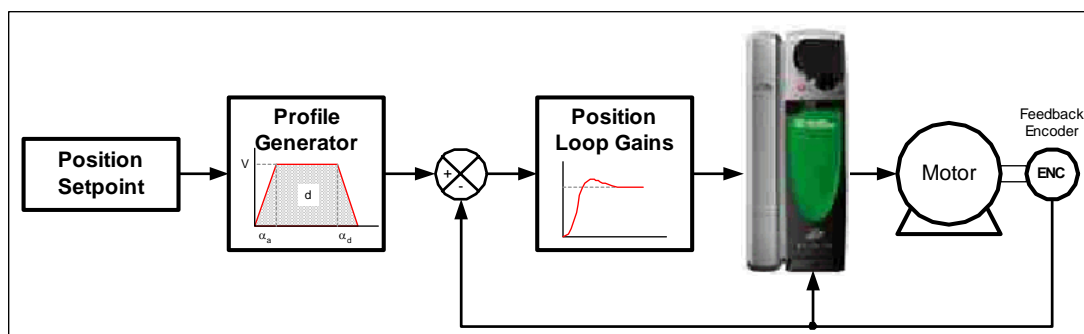 Position
Setpoint
Profile
Generator
V
d
αa
αd
+
-
Position
Loop Gains
Motor
Feedback
Encoder
ENC